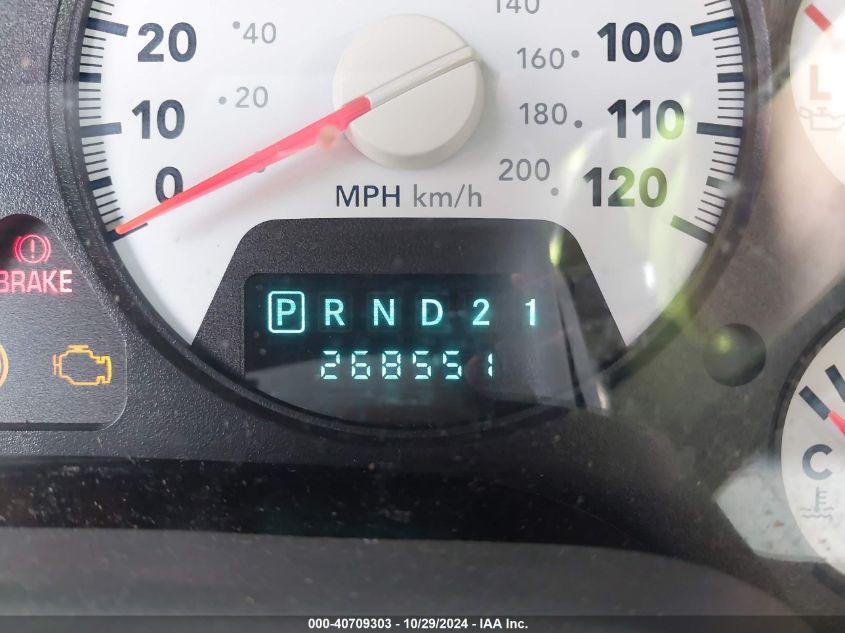 140
20 40 160 100
10 20 180 110
0 200 120
MPH km/h
L
BRAKE
P R N D 2 1
268551
C
000-40709303 - 10/29/2024 - IAA Inc.